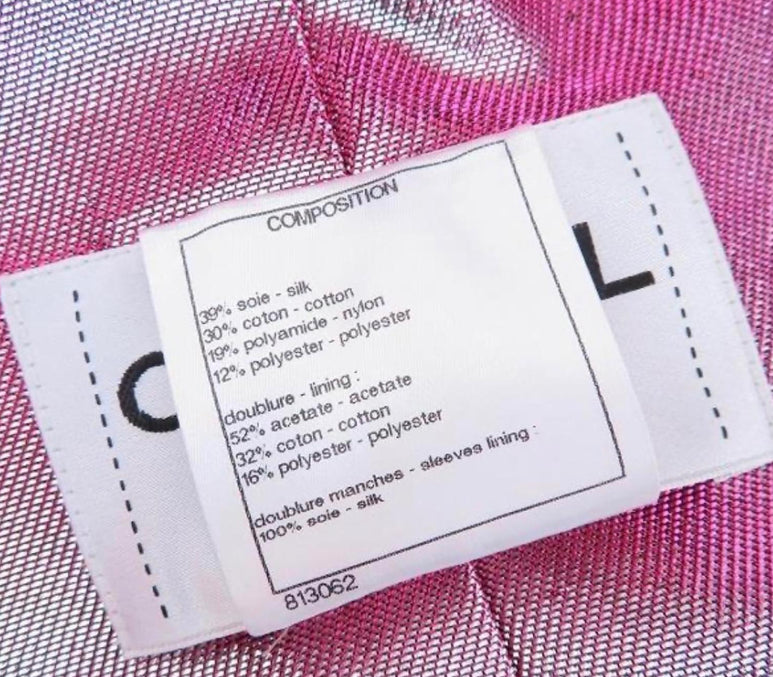 COMPOSITION
39% soie - silk
30% coton - cotton
19% polyamide - nylon
12% polyester - polyester
doublure - lining :
52% acetate - acetate
32% coton - cotton
16% polyester - polyester
doublure manches - sleeves lining :
100% soie - silk
813062
C L